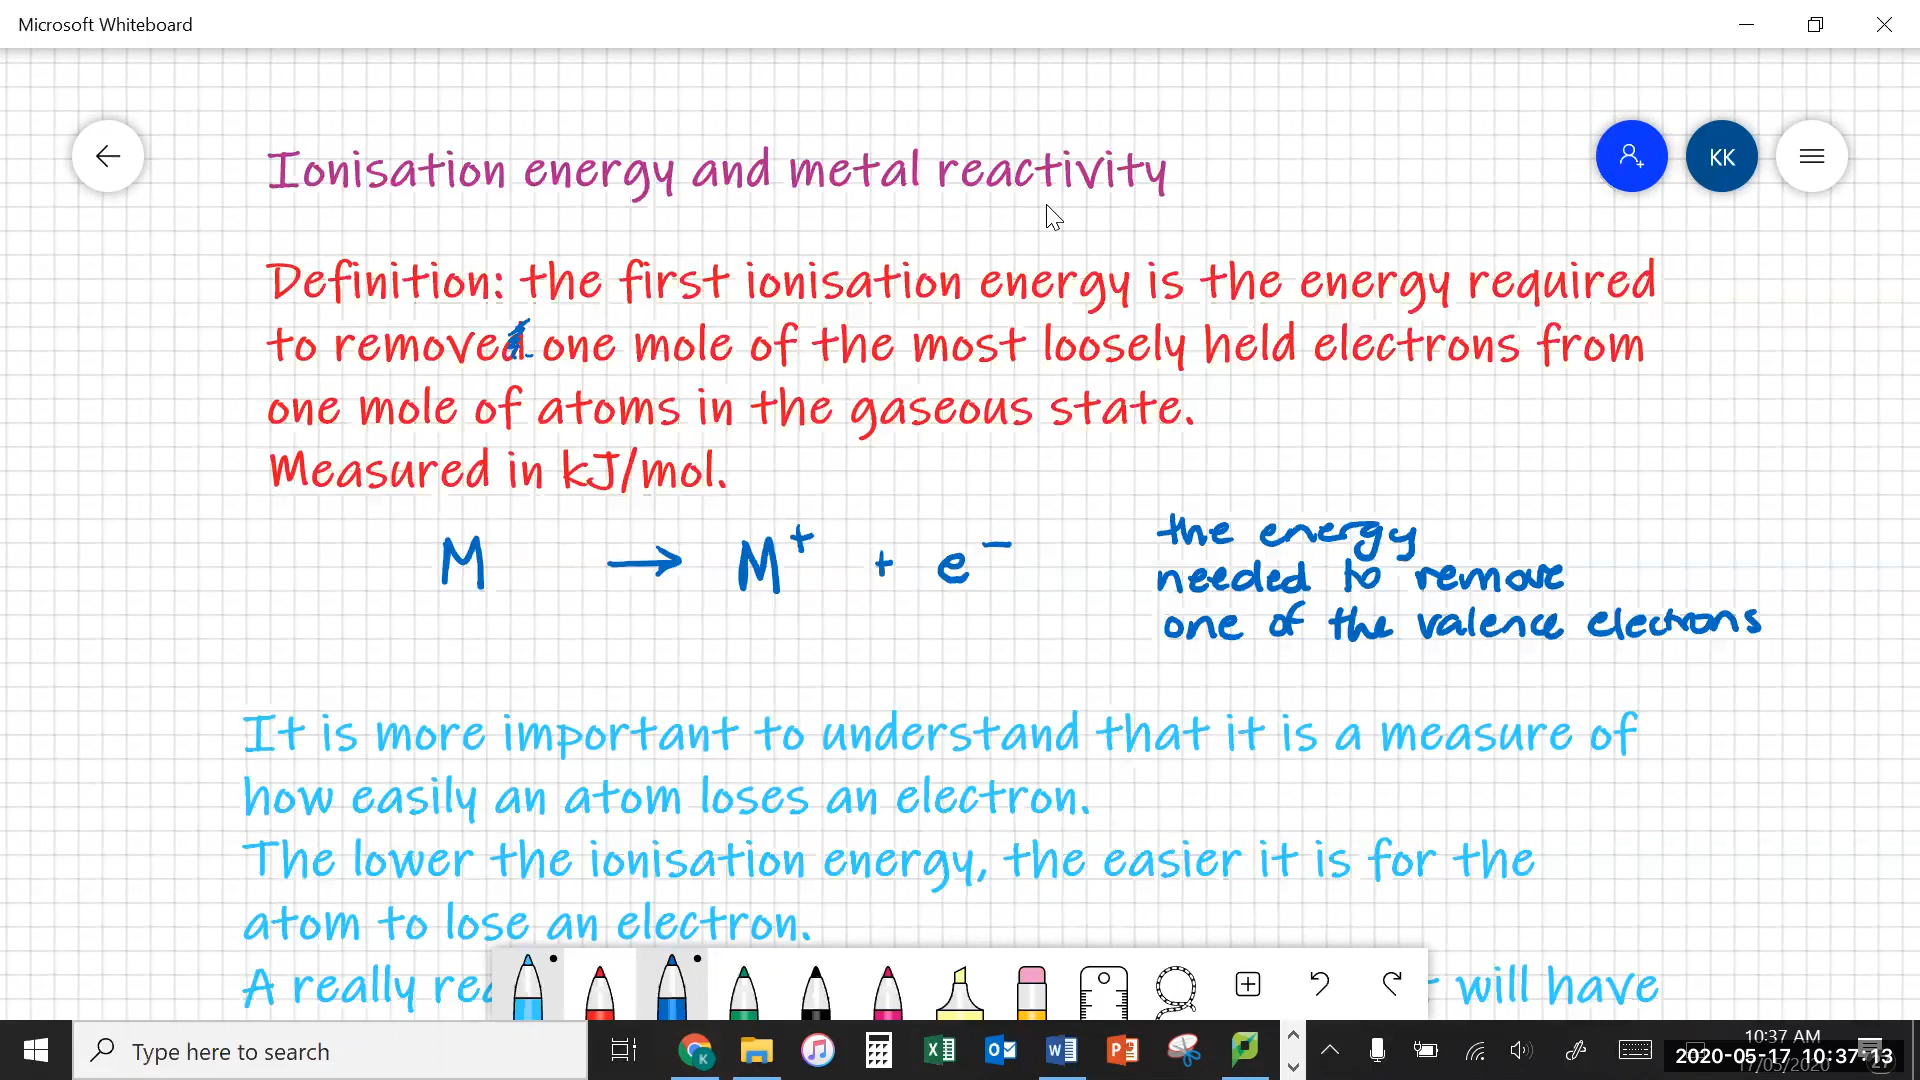 Microsoft Whiteboard
KK
Ionisation energy and metal reactivity
Definition: the first ionisation energy is the energy required
to remove one mole of the most loosely held electrons from
one mole of atoms in the gaseous state.
Measured in kJ/mol.
M → M⁺ + e⁻
the energy
needed to remove
one of the valence electrons
It is more important to understand that it is a measure of
how easily an atom loses an electron.
The lower the ionisation energy, the easier it is for the
atom to lose an electron.
A really will have
Type here to search
10:37 AM
2020-05-17 10:37:13
17/05/2020
27